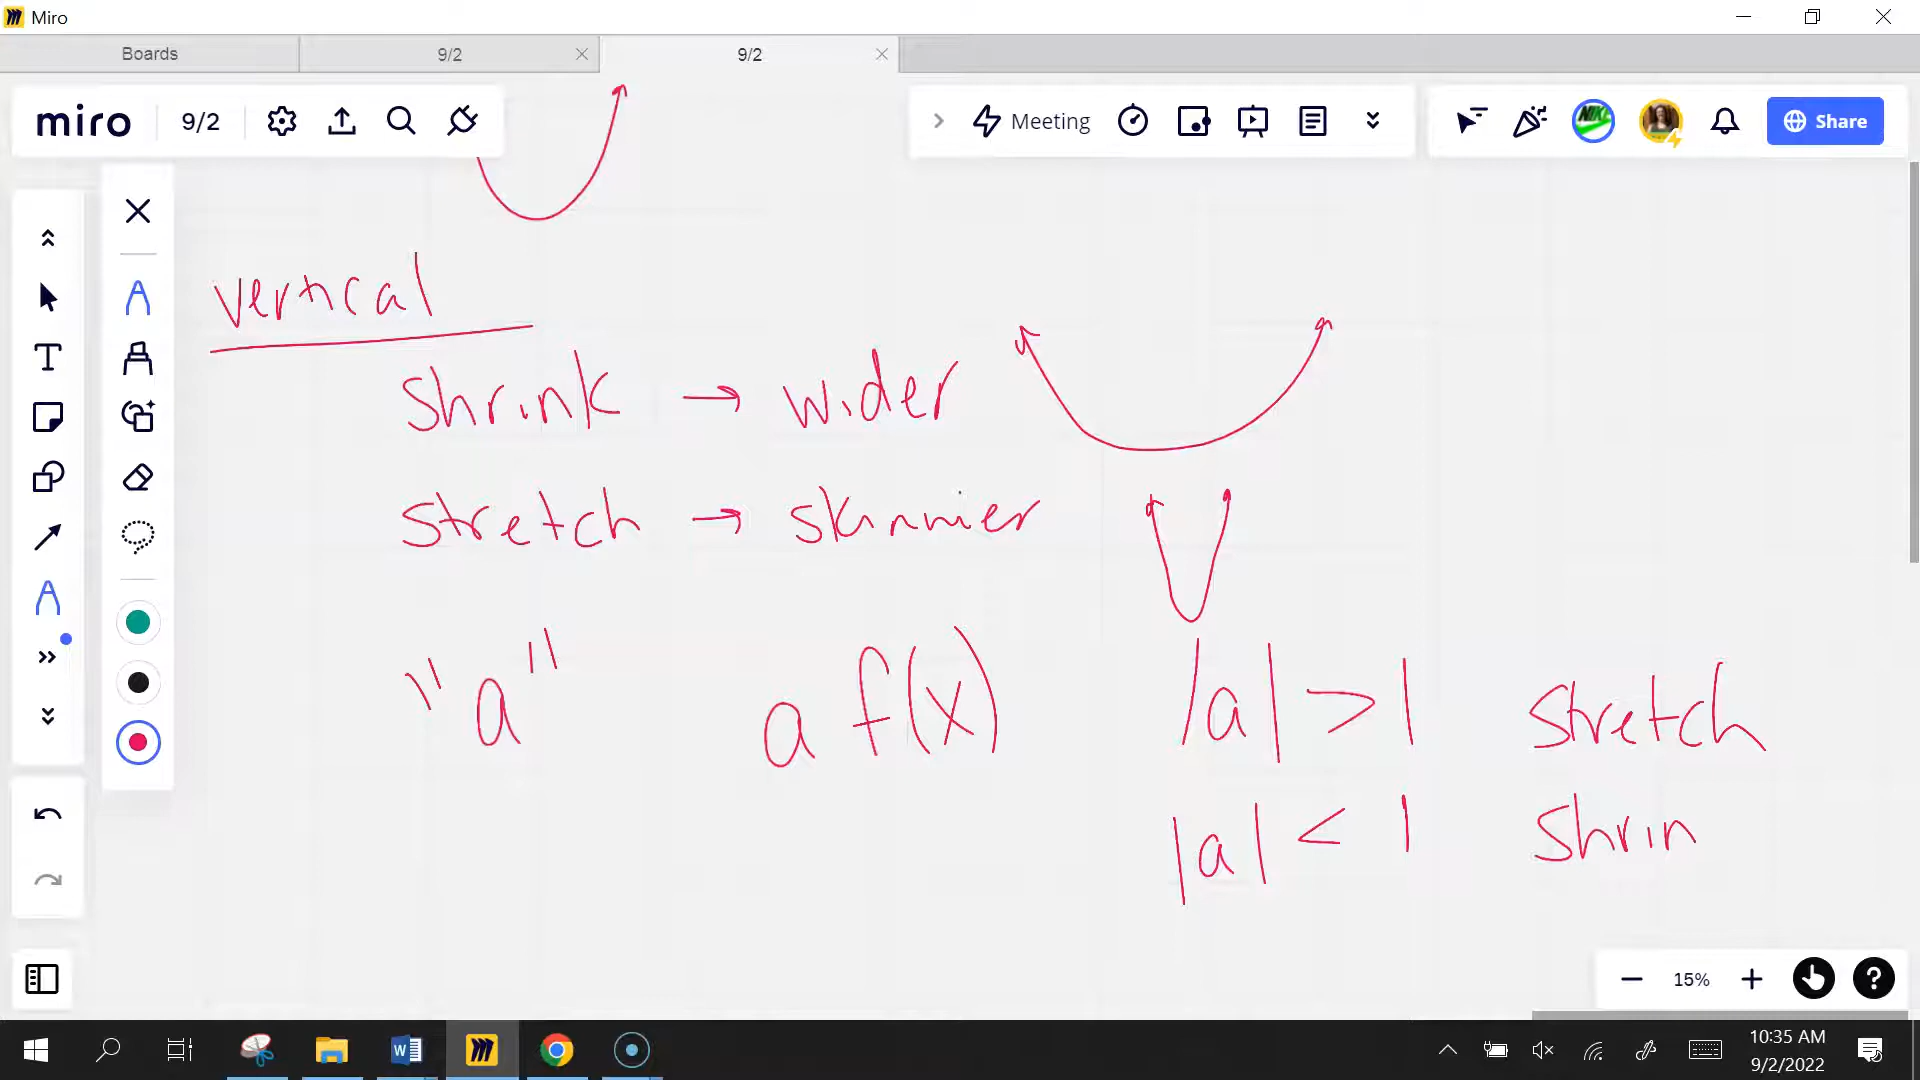 Miro
Boards 9/2 9/2
miro 9/2 Meeting NIKE Share
vertical
shrink → wider
stretch → skinnier
"a" a f(x) |a| > 1 stretch
|a| < 1 shrin
15%
10:35 AM
9/2/2022